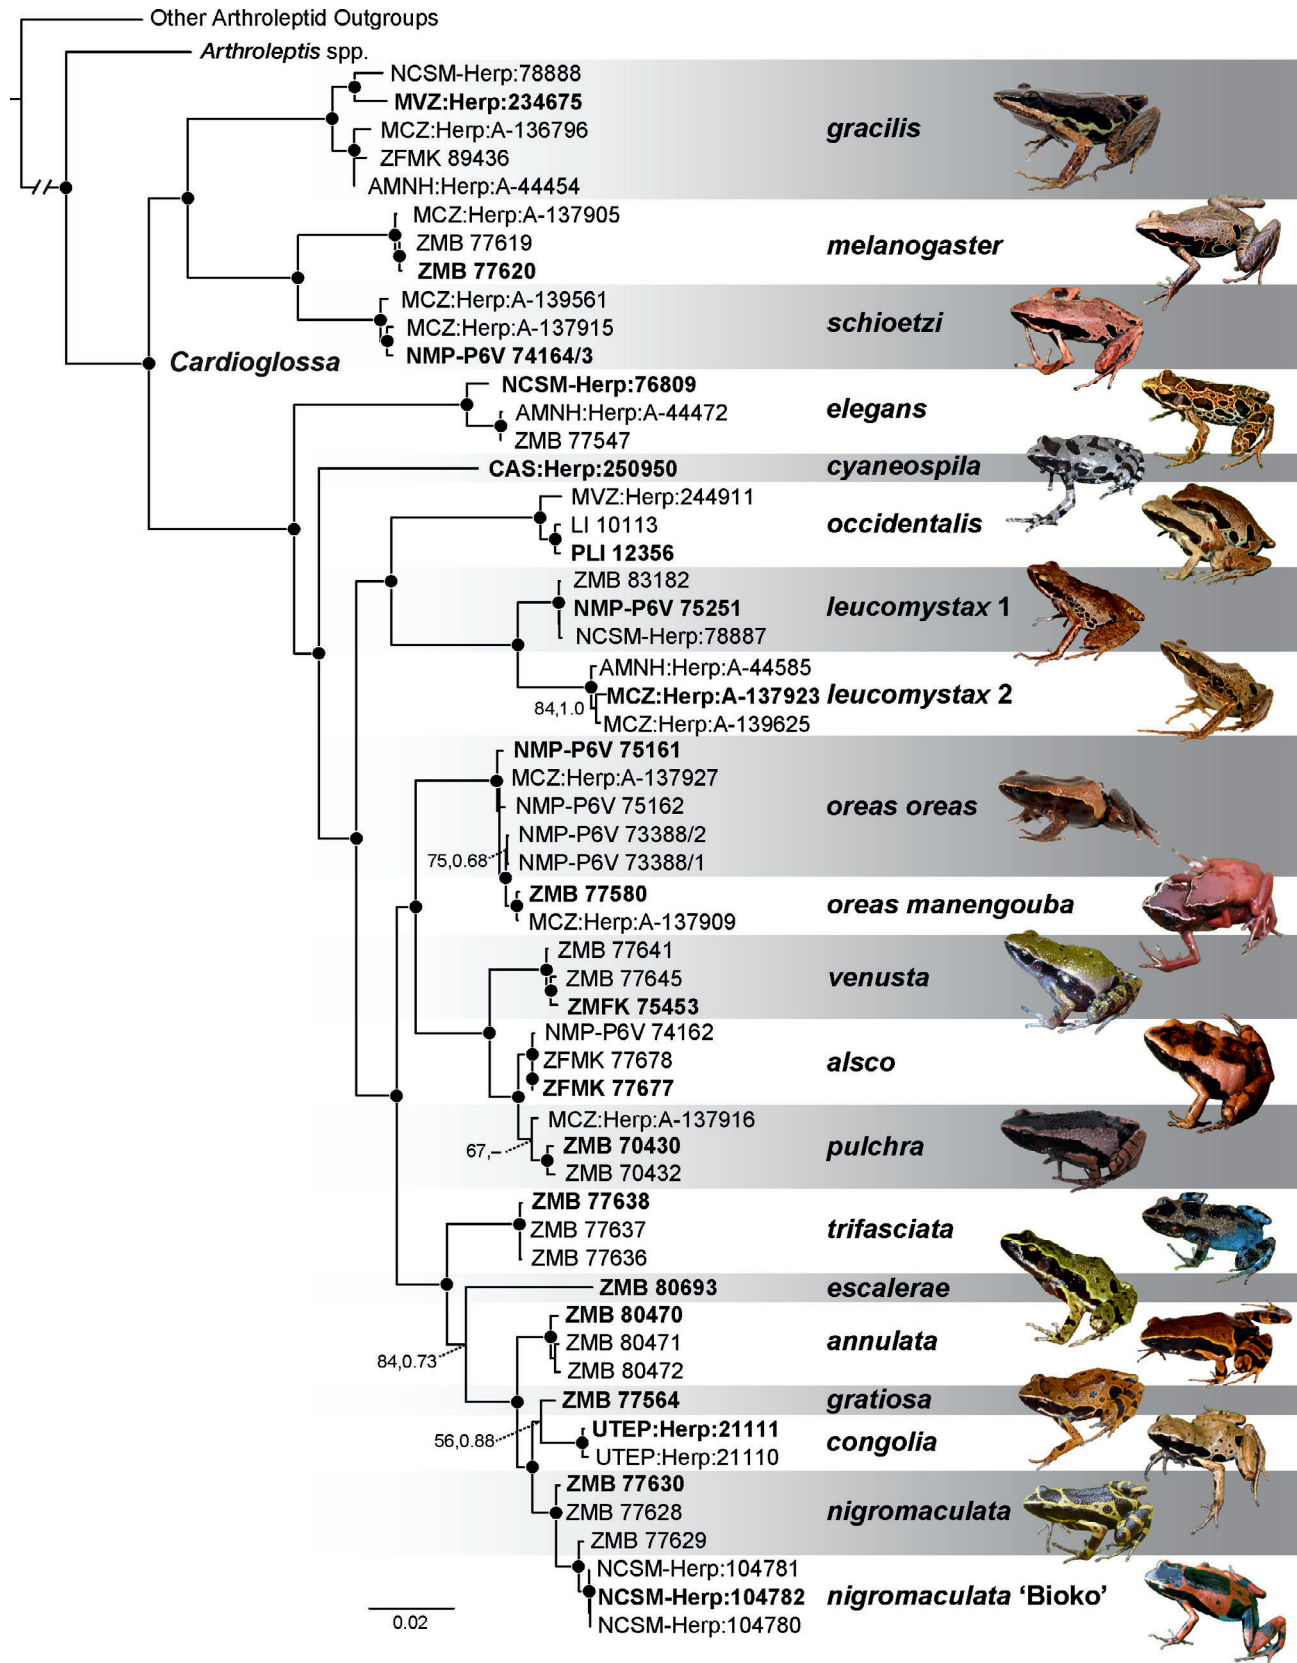 Other Arthroleptid Outgroups
Arthroleptis spp.
NCSM-Herp:78888
MVZ:Herp:234675
MCZ:Herp:A-136796
gracilis
ZFMK 89436
AMNH:Herp:A-44454
MCZ:Herp:A-137905
ZMB 77619
melanogaster
ZMB 77620
MCZ:Herp:A-139561
MCZ:Herp:A-137915
schioetzi
NMP-P6V 74164/3
Cardioglossa
NCSM-Herp:76809
AMNH:Herp:A-44472
elegans
ZMB 77547
CAS:Herp:250950
cyaneospila
MVZ:Herp:244911
LI 10113
occidentalis
PLI 12356
ZMB 83182
NMP-P6V 75251
leucomystax 1
NCSM-Herp:78887
AMNH:Herp:A-44585
MCZ:Herp:A-137923
leucomystax 2
84,1.0
MCZ:Herp:A-139625
NMP-P6V 75161
MCZ:Herp:A-137927
NMP-P6V 75162
oreas oreas
NMP-P6V 73388/2
75,0.68
NMP-P6V 73388/1
ZMB 77580
oreas manengouba
MCZ:Herp:A-137909
ZMB 77641
ZMB 77645
venusta
ZMFK 75453
NMP-P6V 74162
ZFMK 77678
alsco
ZFMK 77677
MCZ:Herp:A-137916
67,–
ZMB 70430
pulchra
ZMB 70432
ZMB 77638
ZMB 77637
trifasciata
ZMB 77636
ZMB 80693
escalerae
ZMB 80470
ZMB 80471
annulata
84,0.73
ZMB 80472
ZMB 77564
gratiosa
56,0.88
UTEP:Herp:21111
congolia
UTEP:Herp:21110
ZMB 77630
ZMB 77628
nigromaculata
ZMB 77629
NCSM-Herp:104781
NCSM-Herp:104782
nigromaculata ‘Bioko’
NCSM-Herp:104780
0.02